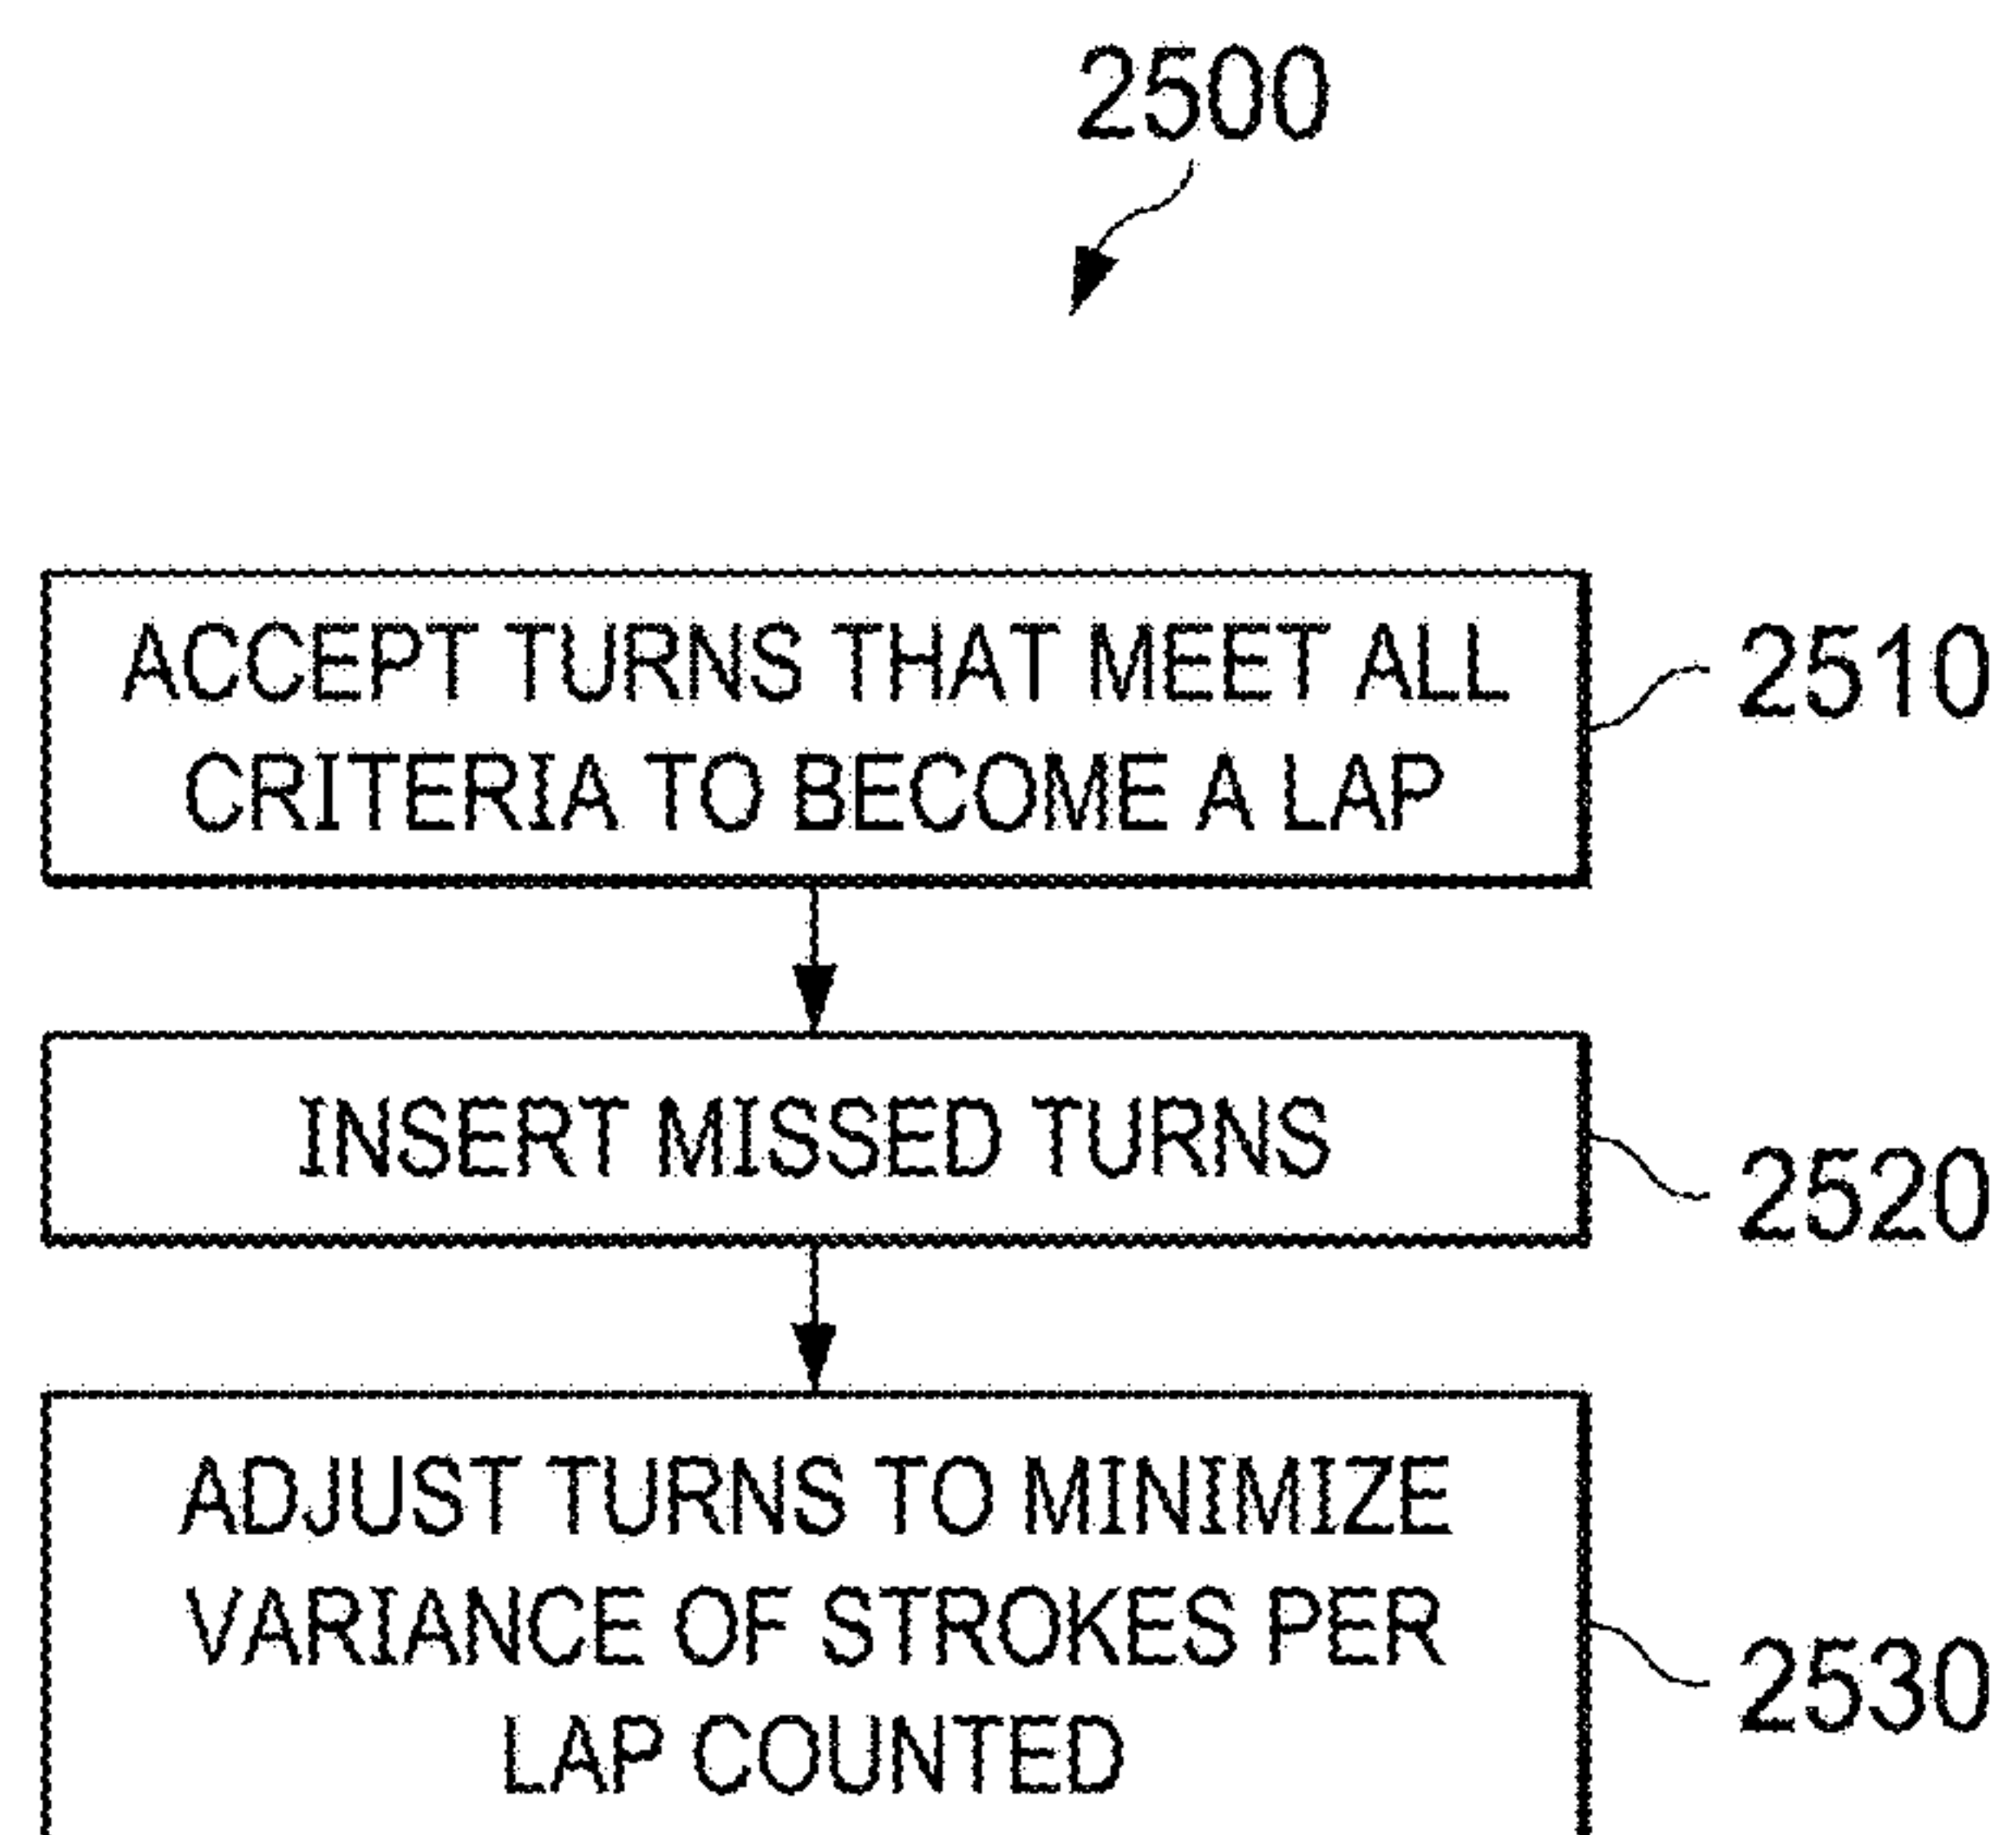 2500
ACCEPT TURNS THAT MEET ALL
CRITERIA TO BECOME A LAP
2510
INSERT MISSED TURNS
2520
ADJUST TURNS TO MINIMIZE
VARIANCE OF STROKES PER
LAP COUNTED
2530